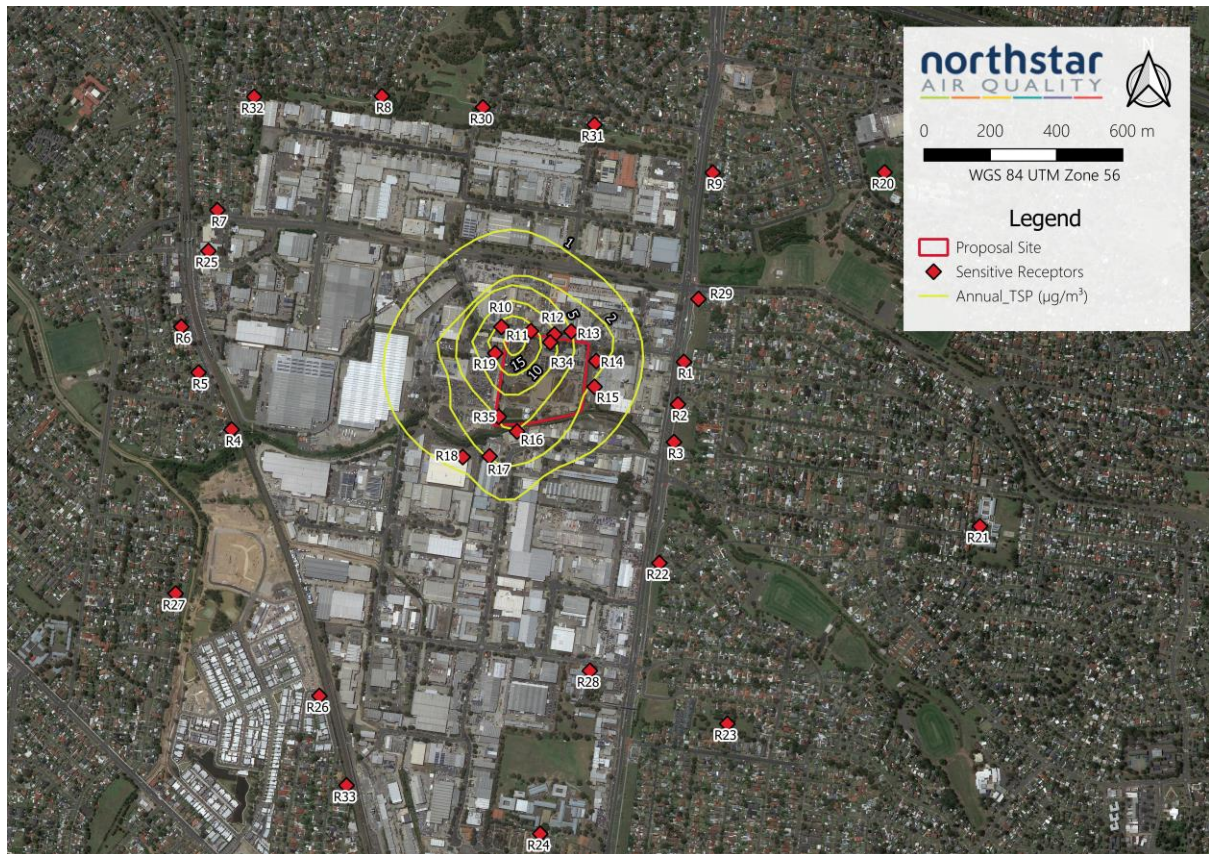 northstar
AIR QUALITY
N
0 200 400 600 m
WGS 84 UTM Zone 56
Legend
Proposal Site
Sensitive Receptors
Annual_TSP (µg/m³)
R32
R8
R30
R31
R9
R20
R7
R25
R29
R6
R5
R4
R10
R11
R12
R13
R34
R14
R15
R19
R35
R16
R17
R18
1
2
5
10
15
R1
R2
R3
R21
R22
R27
R28
R26
R23
R33
R24